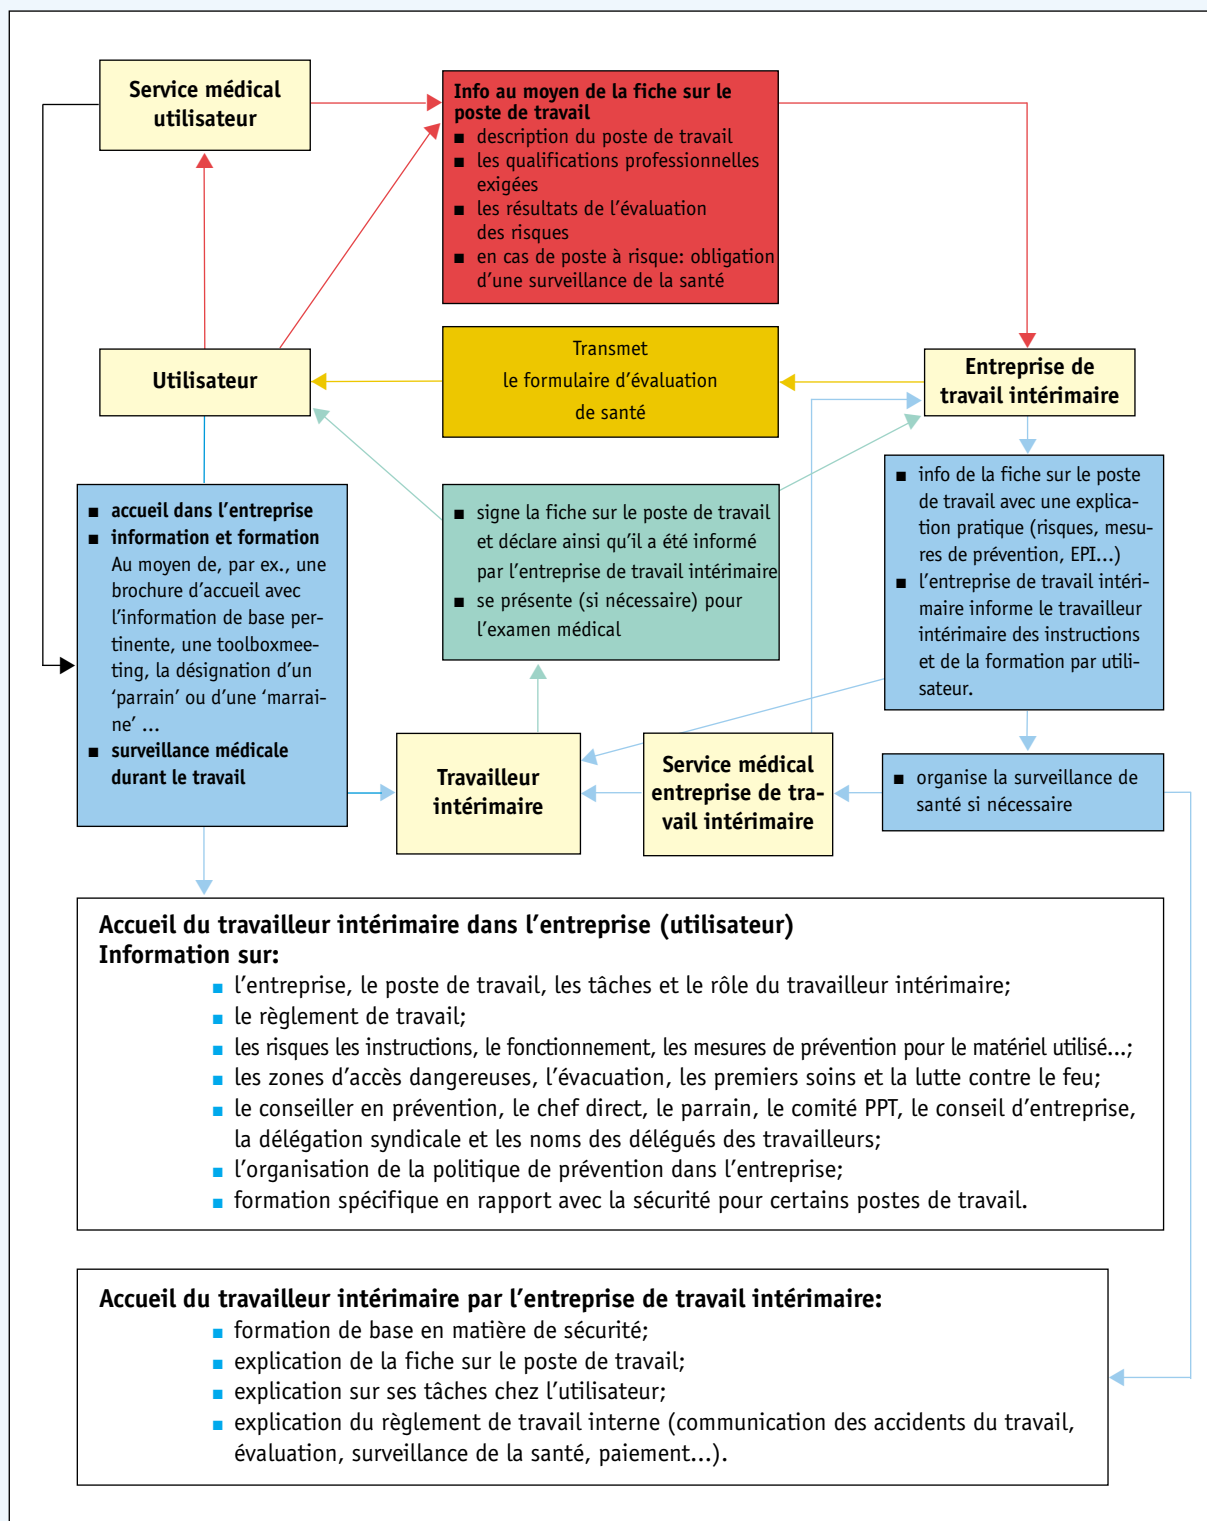 Service médical
utilisateur
Info au moyen de la fiche sur le
poste de travail
■ description du poste de travail
■ les qualifications professionnelles
exigées
■ les résultats de l'évaluation
des risques
■ en cas de poste à risque: obligation
d'une surveillance de la santé
Utilisateur
Transmet
le formulaire d'évaluation
de santé
Entreprise de
travail intérimaire
■ accueil dans l'entreprise
■ information et formation
Au moyen de, par ex., une
brochure d'accueil avec
l'information de base per-
tinente, une toolboxmee-
ting, la désignation d'un
'parrain' ou d'une 'marrai-
ne' ...
■ surveillance médicale
durant le travail
■ signe la fiche sur le poste de travail
et déclare ainsi qu'il a été informé
par l'entreprise de travail intérimaire
■ se présente (si nécessaire) pour
l'examen médical
■ info de la fiche sur le poste
de travail avec une explica-
tion pratique (risques, mesu-
res de prévention, EPI...)
■ l'entreprise de travail intéri-
maire informe le travailleur
intérimaire des instructions
et de la formation par utili-
sateur.
Travailleur
intérimaire
Service médical
entreprise de tra-
vail intérimaire
■ organise la surveillance de
santé si nécessaire
Accueil du travailleur intérimaire dans l'entreprise (utilisateur)
Information sur:
■ l'entreprise, le poste de travail, les tâches et le rôle du travailleur intérimaire;
■ le règlement de travail;
■ les risques les instructions, le fonctionnement, les mesures de prévention pour le matériel utilisé...;
■ les zones d'accès dangereuses, l'évacuation, les premiers soins et la lutte contre le feu;
■ le conseiller en prévention, le chef direct, le parrain, le comité PPT, le conseil d'entreprise,
la délégation syndicale et les noms des délégués des travailleurs;
■ l'organisation de la politique de prévention dans l'entreprise;
■ formation spécifique en rapport avec la sécurité pour certains postes de travail.
Accueil du travailleur intérimaire par l'entreprise de travail intérimaire:
■ formation de base en matière de sécurité;
■ explication de la fiche sur le poste de travail;
■ explication sur ses tâches chez l'utilisateur;
■ explication du règlement de travail interne (communication des accidents du travail,
évaluation, surveillance de la santé, paiement...).